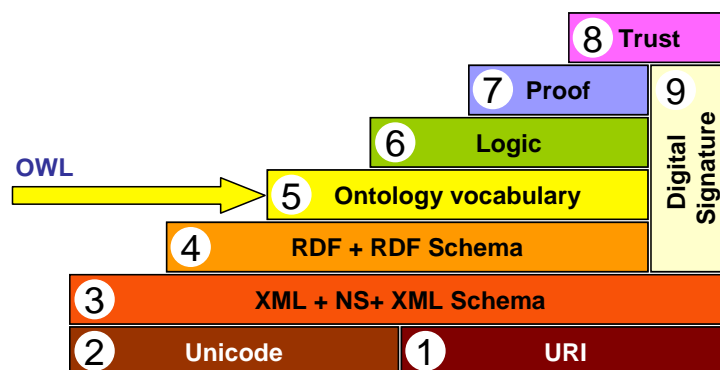 8 Trust
7 Proof
9
Digital
Signature
6 Logic
OWL
5 Ontology vocabulary
4 RDF + RDF Schema
3 XML + NS+ XML Schema
2 Unicode
1 URI